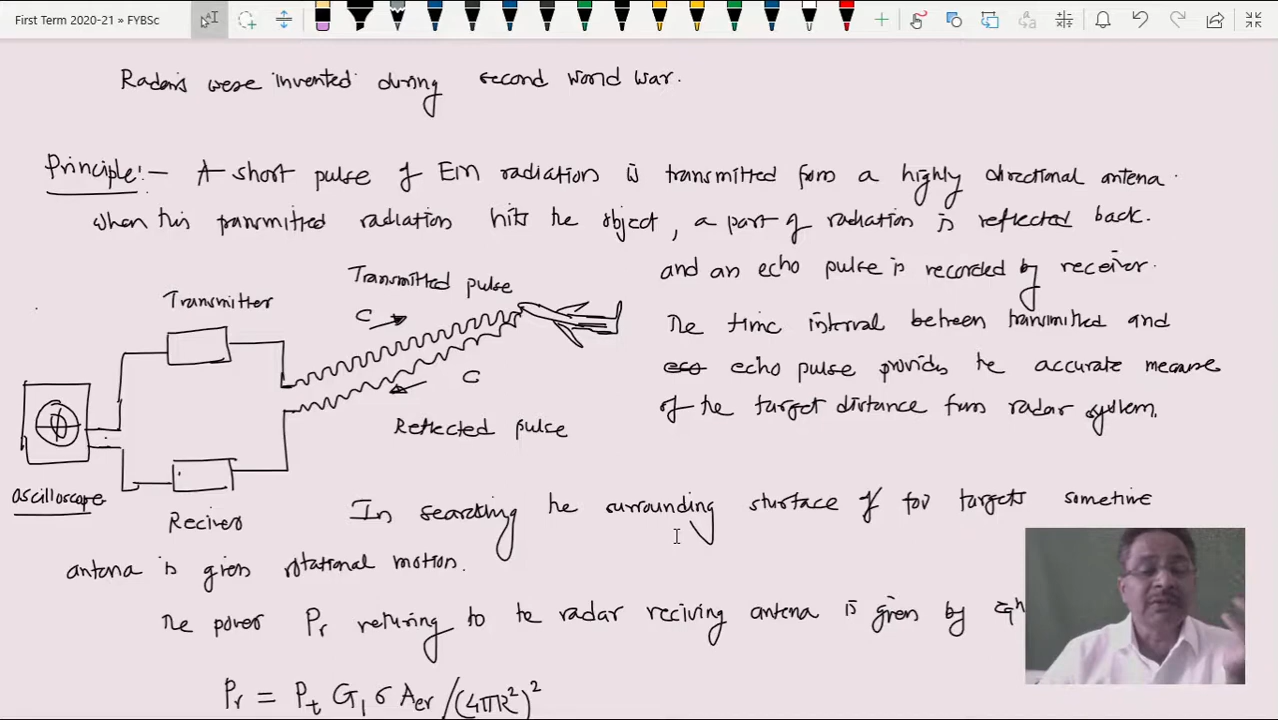 First Term 2020-21 » FYBSc
Radars were invented during second world war.
Principle:- A short pulse of EM radiation is transmitted from a highly directional antena.
when this transmitted radiation hits the object, a part of radiation is reflected back.
and an echo pulse is recorded by receiver.
The time interval between transmitted and
eco echo pulse provides the accurate measure
of the target distance from radar system.
Transmitted pulse
Transmitter
C
C
Reflected pulse
oscilloscope
Reciver
In searching the surrounding sturface of for targets sometime
antena is given rotational motion.
The power Pr returing to te radar reciving antena is given by eqn
Pr = Pt G1 σ Aer/(4πR²)²